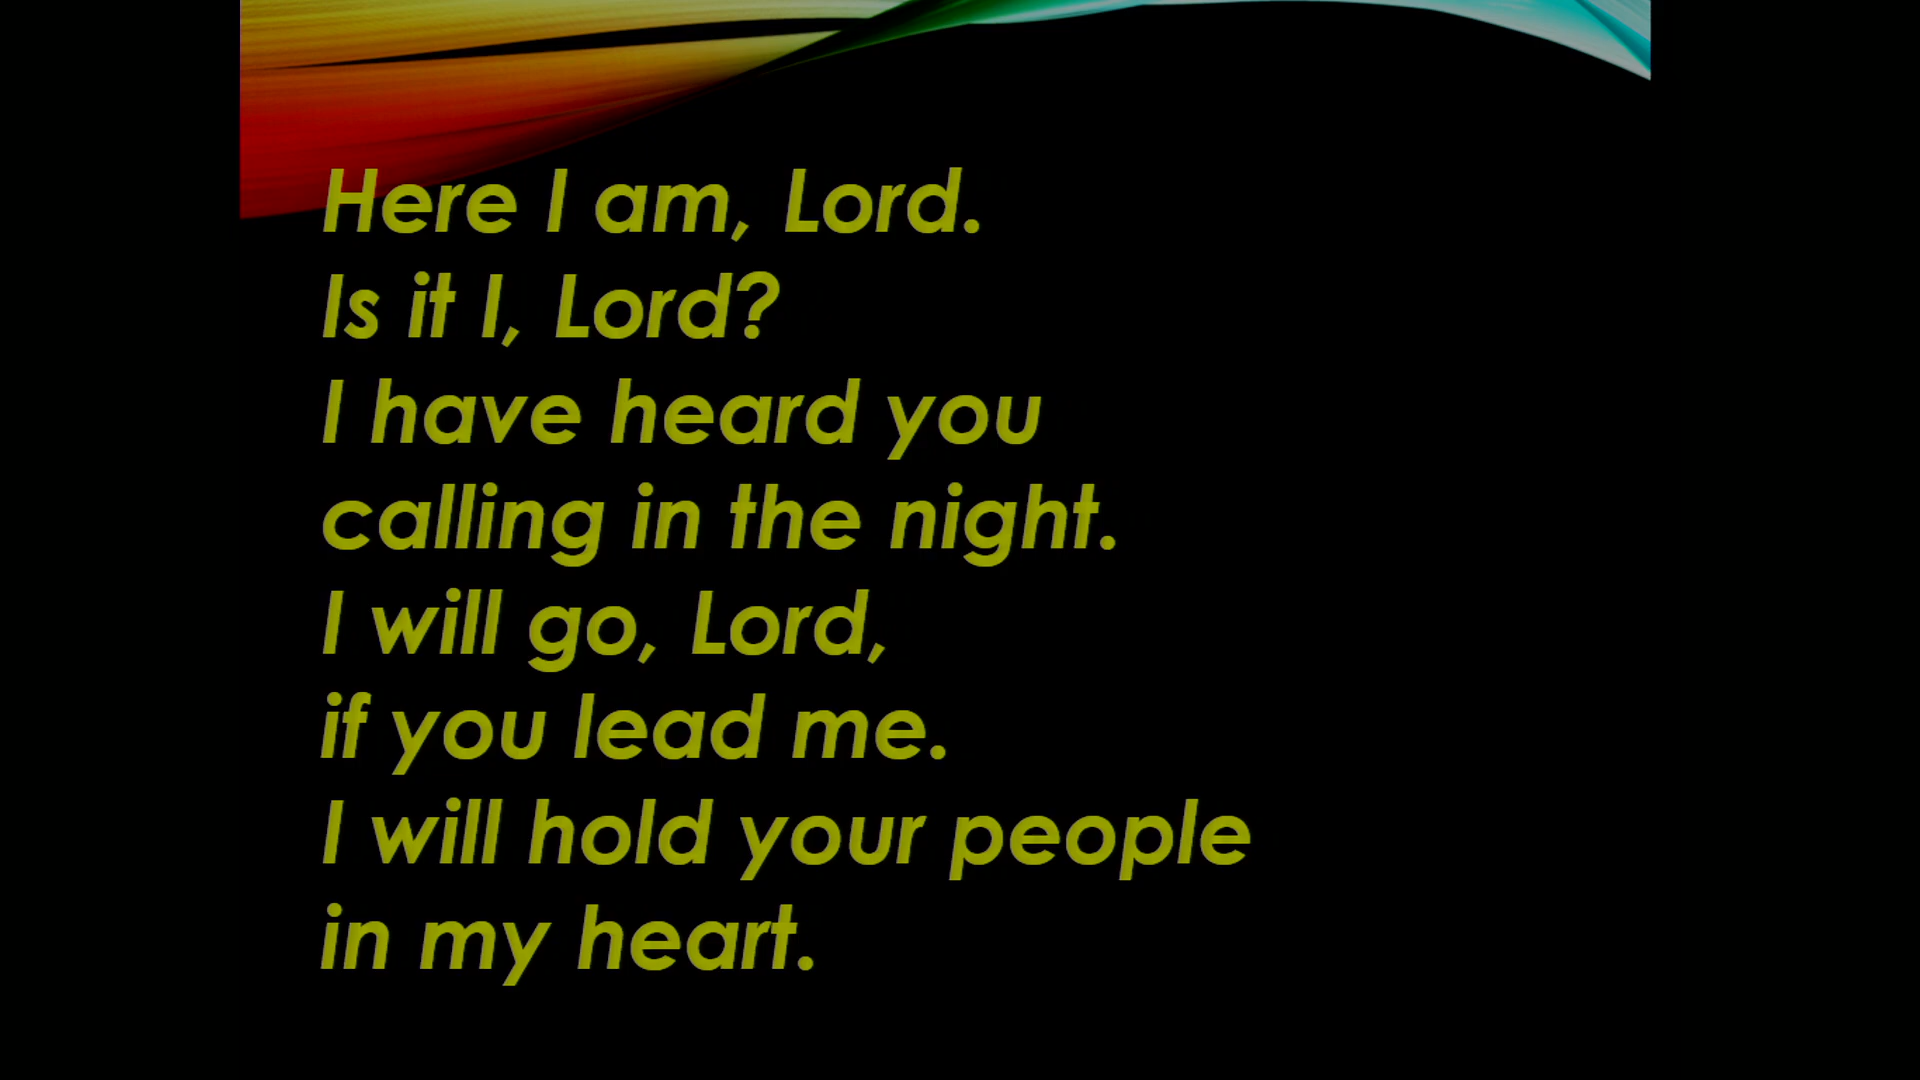 Here I am, Lord.
Is it I, Lord?
I have heard you
calling in the night.
I will go, Lord,
if you lead me.
I will hold your people
in my heart.